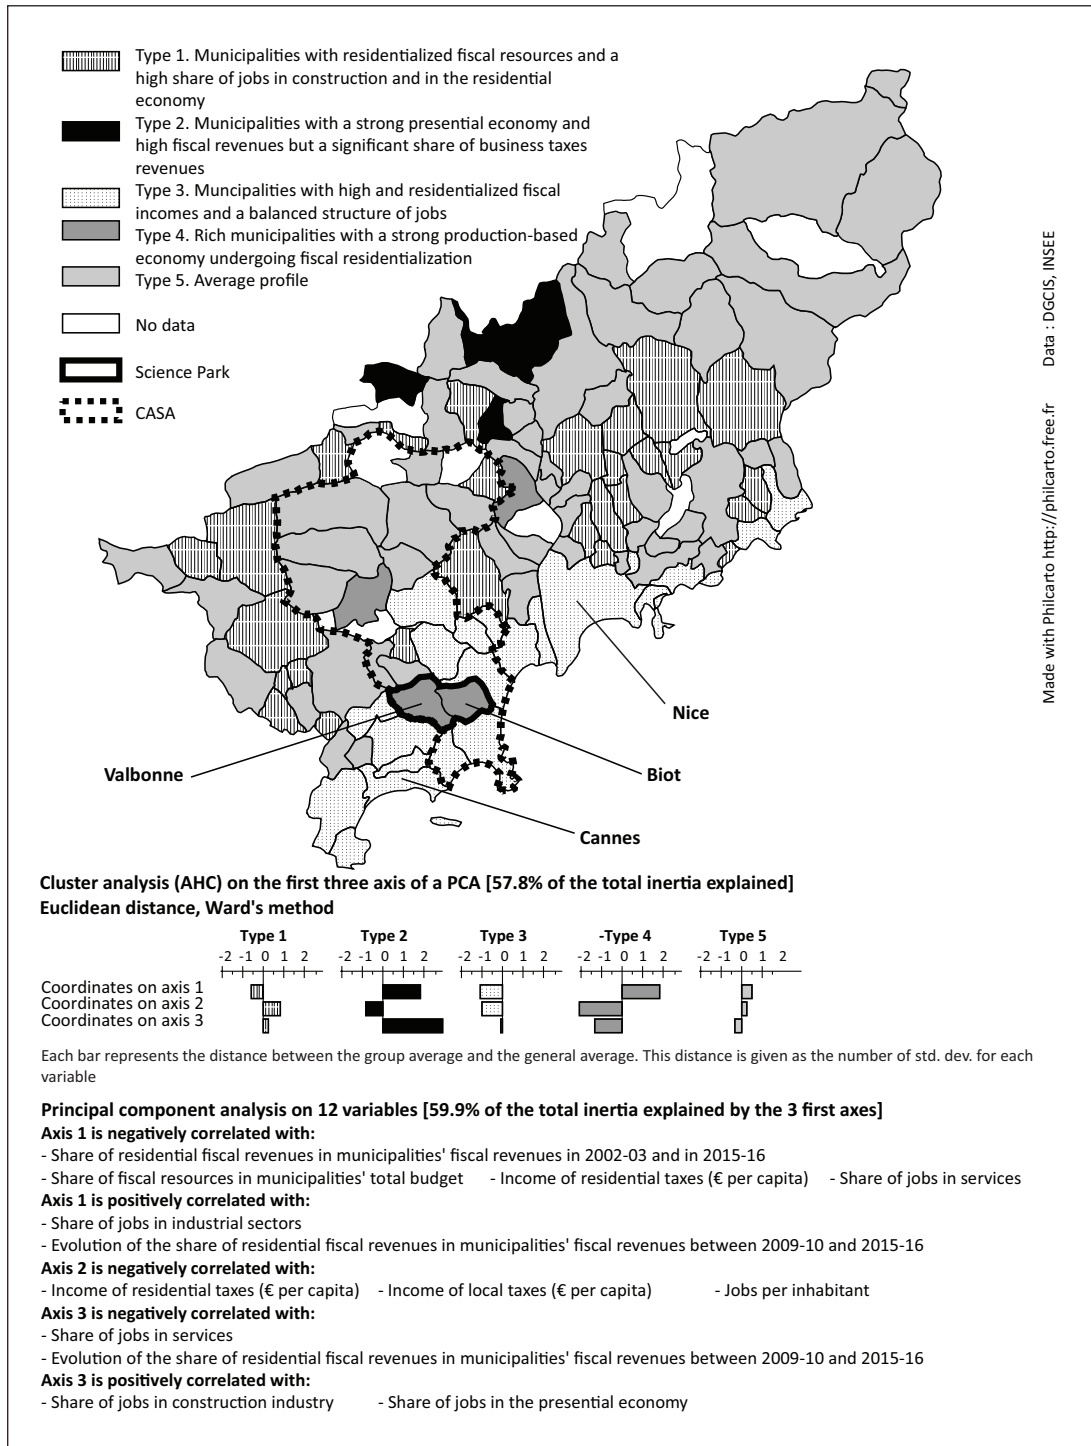 Type 1. Municipalities with residentialized fiscal resources and a
high share of jobs in construction and in the residential
economy
Type 2. Municipalities with a strong presential economy and
high fiscal revenues but a significant share of business taxes
revenues
Type 3. Muncipalities with high and residentialized fiscal
incomes and a balanced structure of jobs
Type 4. Rich municipalities with a strong production-based
economy undergoing fiscal residentialization
Type 5. Average profile
No data
Science Park
CASA
Made with Philcarto http://philcarto.free.fr Data : DGCIS, INSEE
Nice
Valbonne
Biot
Cannes
Cluster analysis (AHC) on the first three axis of a PCA [57.8% of the total inertia explained]
Euclidean distance, Ward's method
Type 1 Type 2 Type 3 -Type 4 Type 5
-2 -1 0 1 2 -2 -1 0 1 2 -2 -1 0 1 2 -2 -1 0 1 2 -2 -1 0 1 2
Coordinates on axis 1
Coordinates on axis 2
Coordinates on axis 3
Each bar represents the distance between the group average and the general average. This distance is given as the number of std. dev. for each
variable
Principal component analysis on 12 variables [59.9% of the total inertia explained by the 3 first axes]
Axis 1 is negatively correlated with:
- Share of residential fiscal revenues in municipalities' fiscal revenues in 2002-03 and in 2015-16
- Share of fiscal resources in municipalities' total budget - Income of residential taxes (€ per capita) - Share of jobs in services
Axis 1 is positively correlated with:
- Share of jobs in industrial sectors
- Evolution of the share of residential fiscal revenues in municipalities' fiscal revenues between 2009-10 and 2015-16
Axis 2 is negatively correlated with:
- Income of residential taxes (€ per capita) - Income of local taxes (€ per capita) - Jobs per inhabitant
Axis 3 is negatively correlated with:
- Share of jobs in services
- Evolution of the share of residential fiscal revenues in municipalities' fiscal revenues between 2009-10 and 2015-16
Axis 3 is positively correlated with:
- Share of jobs in construction industry - Share of jobs in the presential economy